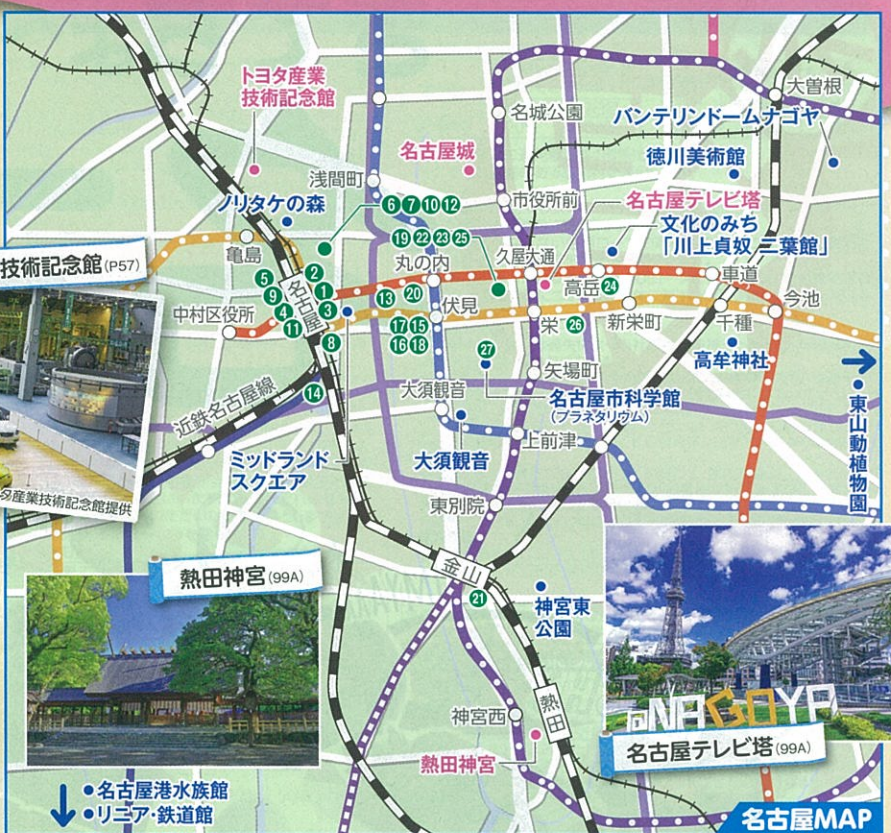 トヨタ産業
技術記念館
大曽根
名城公園
バンテリンドームナゴヤ
名古屋城
徳川美術館
浅間町
ノリタケの森
市役所前
名古屋テレビ塔
6 7 10 12
文化のみち
「川上貞奴 二葉館」
亀島
19 22 23 25
久屋大通
技術記念館(P57)
丸の内
高岳 24
車道
5 2
9 名古屋 1
4 3
11 8
13 20
伏見
今池
中村区役所
17 15
16 18
栄 26
新栄町
千種
27
高牟神社
矢場町
14
大須観音
名古屋市科学館
(プラネタリウム)
近鉄名古屋線
東山動植物園
上前津
ミッドランド
スクエア
大須観音
タ産業技術記念館提供
東別院
熱田神宮(99A)
金山
21
神宮東
公園
熱田
NAGOYA
神宮西
名古屋テレビ塔(99A)
熱田神宮
●名古屋港水族館
●リニア・鉄道館
名古屋MAP